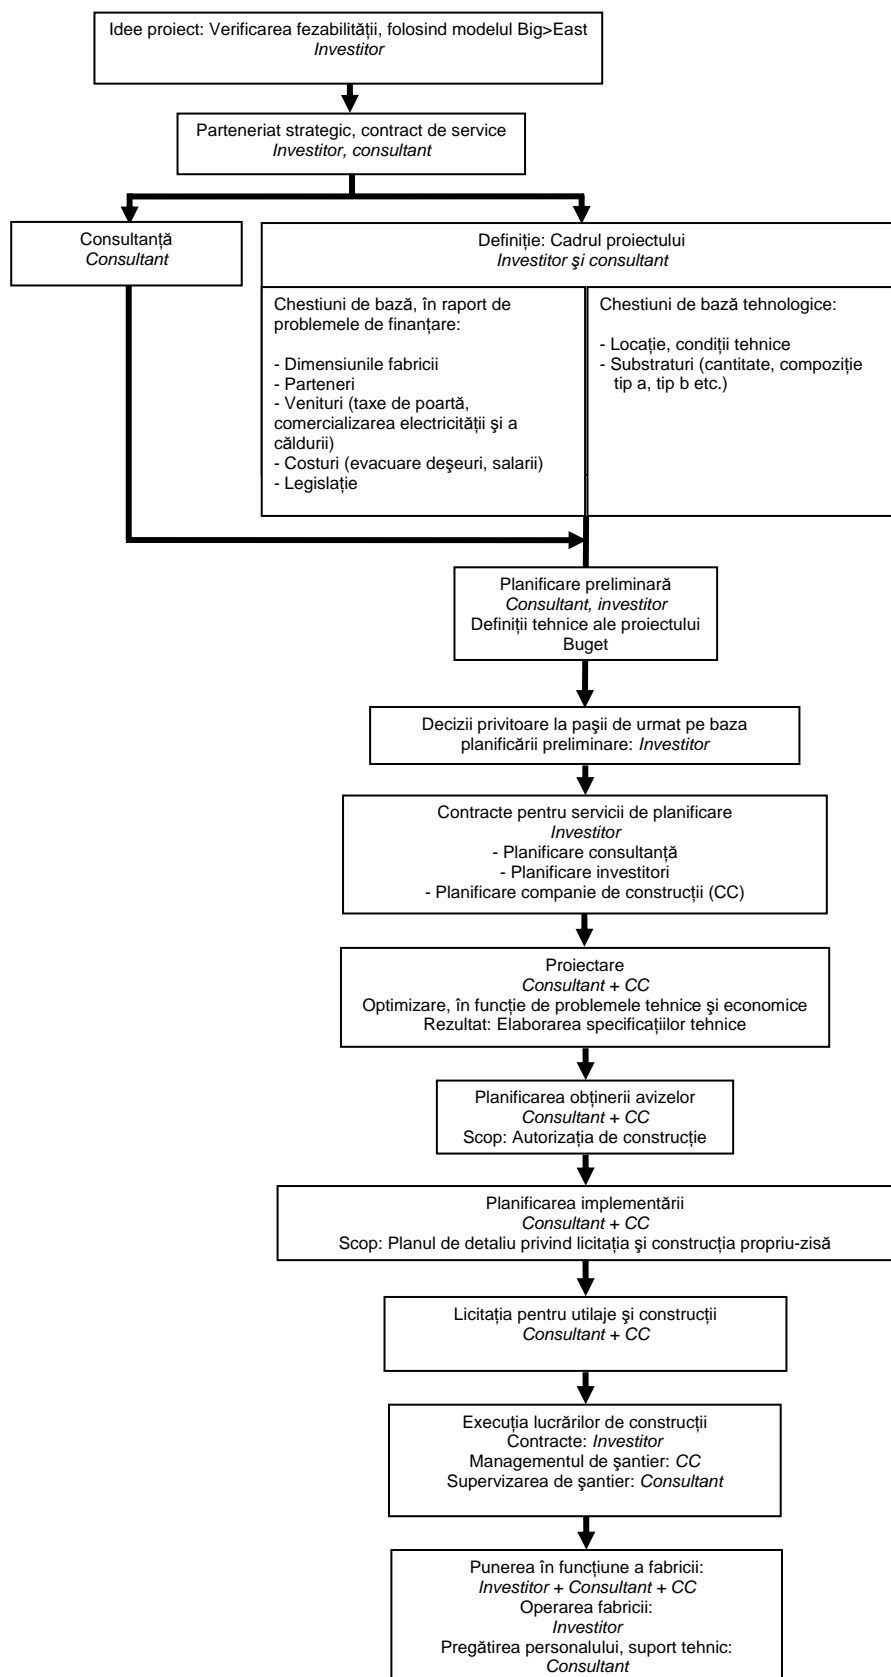 Idee proiect: Verificarea fezabilității, folosind modelul Big>East
Investitor
Parteneriat strategic, contract de service
Investitor, consultant
Consultanță
Consultant
Definiție: Cadrul proiectului
Investitor şi consultant
Chestiuni de bază, în raport de
problemele de finanțare:
- Dimensiunile fabricii
- Parteneri
- Venituri (taxe de poartă,
comercializarea electricității şi a
căldurii)
- Costuri (evacuare deşeuri, salarii)
- Legislație
Chestiuni de bază tehnologice:
- Locație, condiții tehnice
- Substraturi (cantitate, compoziție
tip a, tip b etc.)
Planificare preliminară
Consultant, investitor
Definiții tehnice ale proiectului
Buget
Decizii privitoare la paşii de urmat pe baza
planificării preliminare: Investitor
Contracte pentru servicii de planificare
Investitor
- Planificare consultanță
- Planificare investitori
- Planificare companie de construcții (CC)
Proiectare
Consultant + CC
Optimizare, în funcție de problemele tehnice şi economice
Rezultat: Elaborarea specificațiilor tehnice
Planificarea obținerii avizelor
Consultant + CC
Scop: Autorizația de construcție
Planificarea implementării
Consultant + CC
Scop: Planul de detaliu privind licitația şi construcția propriu-zisă
Licitația pentru utilaje şi construcții
Consultant + CC
Execuția lucrărilor de construcții
Contracte: Investitor
Managementul de şantier: CC
Supervizarea de şantier: Consultant
Punerea în funcțiune a fabricii:
Investitor + Consultant + CC
Operarea fabricii:
Investitor
Pregătirea personalului, suport tehnic:
Consultant